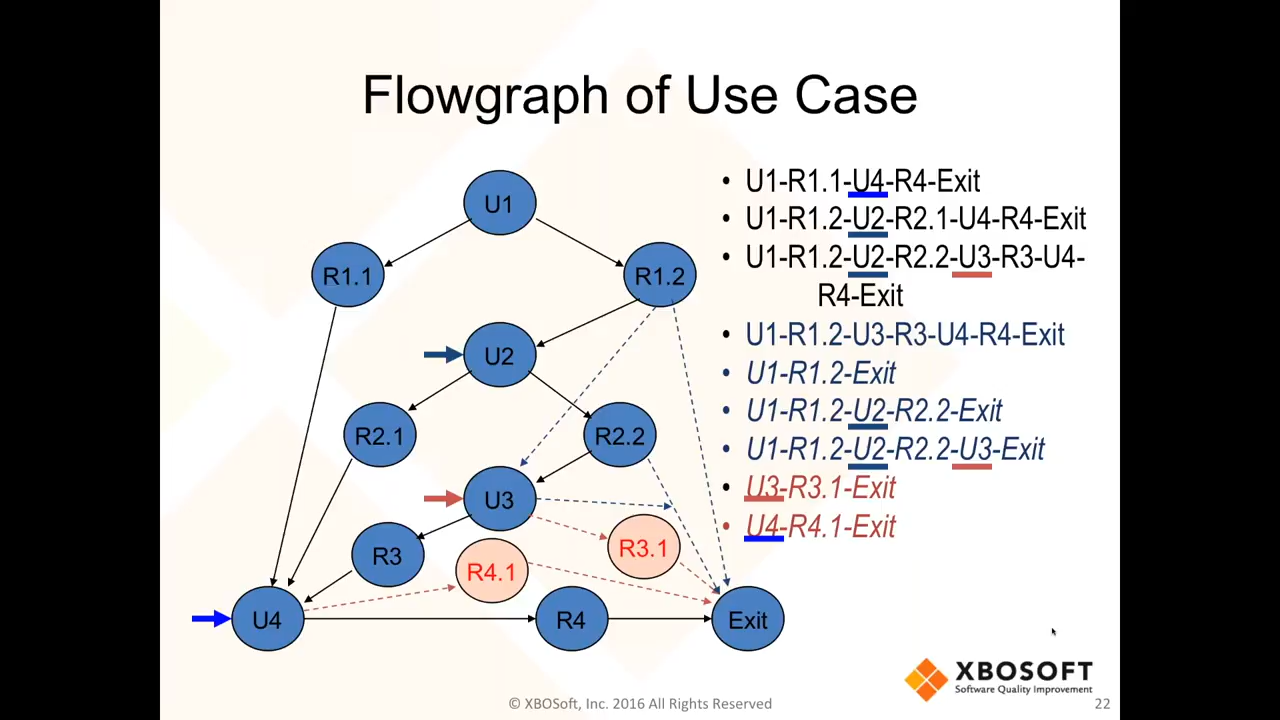 Flowgraph of Use Case
U1
R1.1
R1.2
U2
R2.1
R2.2
U3
R3
R4.1
R3.1
U4
R4
Exit
• U1-R1.1-U4-R4-Exit
• U1-R1.2-U2-R2.1-U4-R4-Exit
• U1-R1.2-U2-R2.2-U3-R3-U4-
R4-Exit
• U1-R1.2-U3-R3-U4-R4-Exit
• U1-R1.2-Exit
• U1-R1.2-U2-R2.2-Exit
• U1-R1.2-U2-R2.2-U3-Exit
• U3-R3.1-Exit
• U4-R4.1-Exit
XBOSOFT
Software Quality Improvement
© XBOSoft, Inc. 2016 All Rights Reserved
22